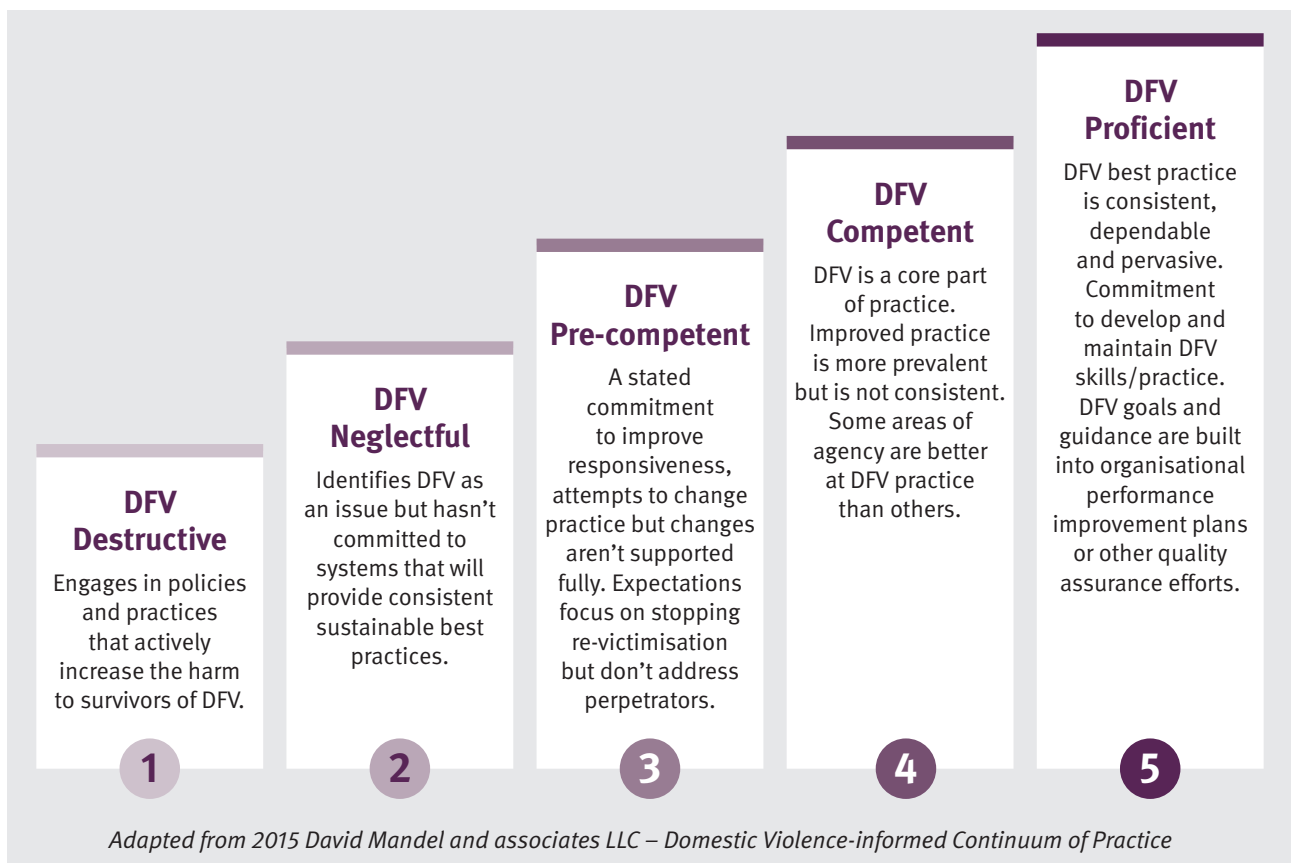 DFV
Destructive
Engages in policies
and practices
that actively
increase the harm
to survivors of DFV.
1
DFV
Neglectful
Identifies DFV as
an issue but hasn’t
committed to
systems that will
provide consistent
sustainable best
practices.
2
DFV
Pre-competent
A stated
commitment
to improve
responsiveness,
attempts to change
practice but changes
aren’t supported
fully. Expectations
focus on stopping
re-victimisation
but don’t address
perpetrators.
3
DFV
Competent
DFV is a core part
of practice.
Improved practice
is more prevalent
but is not consistent.
Some areas of
agency are better
at DFV practice
than others.
4
DFV
Proficient
DFV best practice
is consistent,
dependable
and pervasive.
Commitment
to develop and
maintain DFV
skills/practice.
DFV goals and
guidance are built
into organisational
performance
improvement plans
or other quality
assurance efforts.
5
Adapted from 2015 David Mandel and associates LLC – Domestic Violence-informed Continuum of Practice